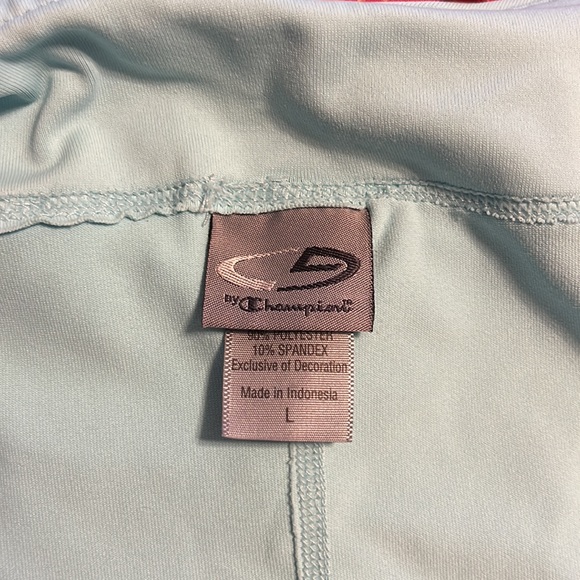 BY Champion
90% POLYESTER
10% SPANDEX
Exclusive of Decoration
Made in Indonesia
L